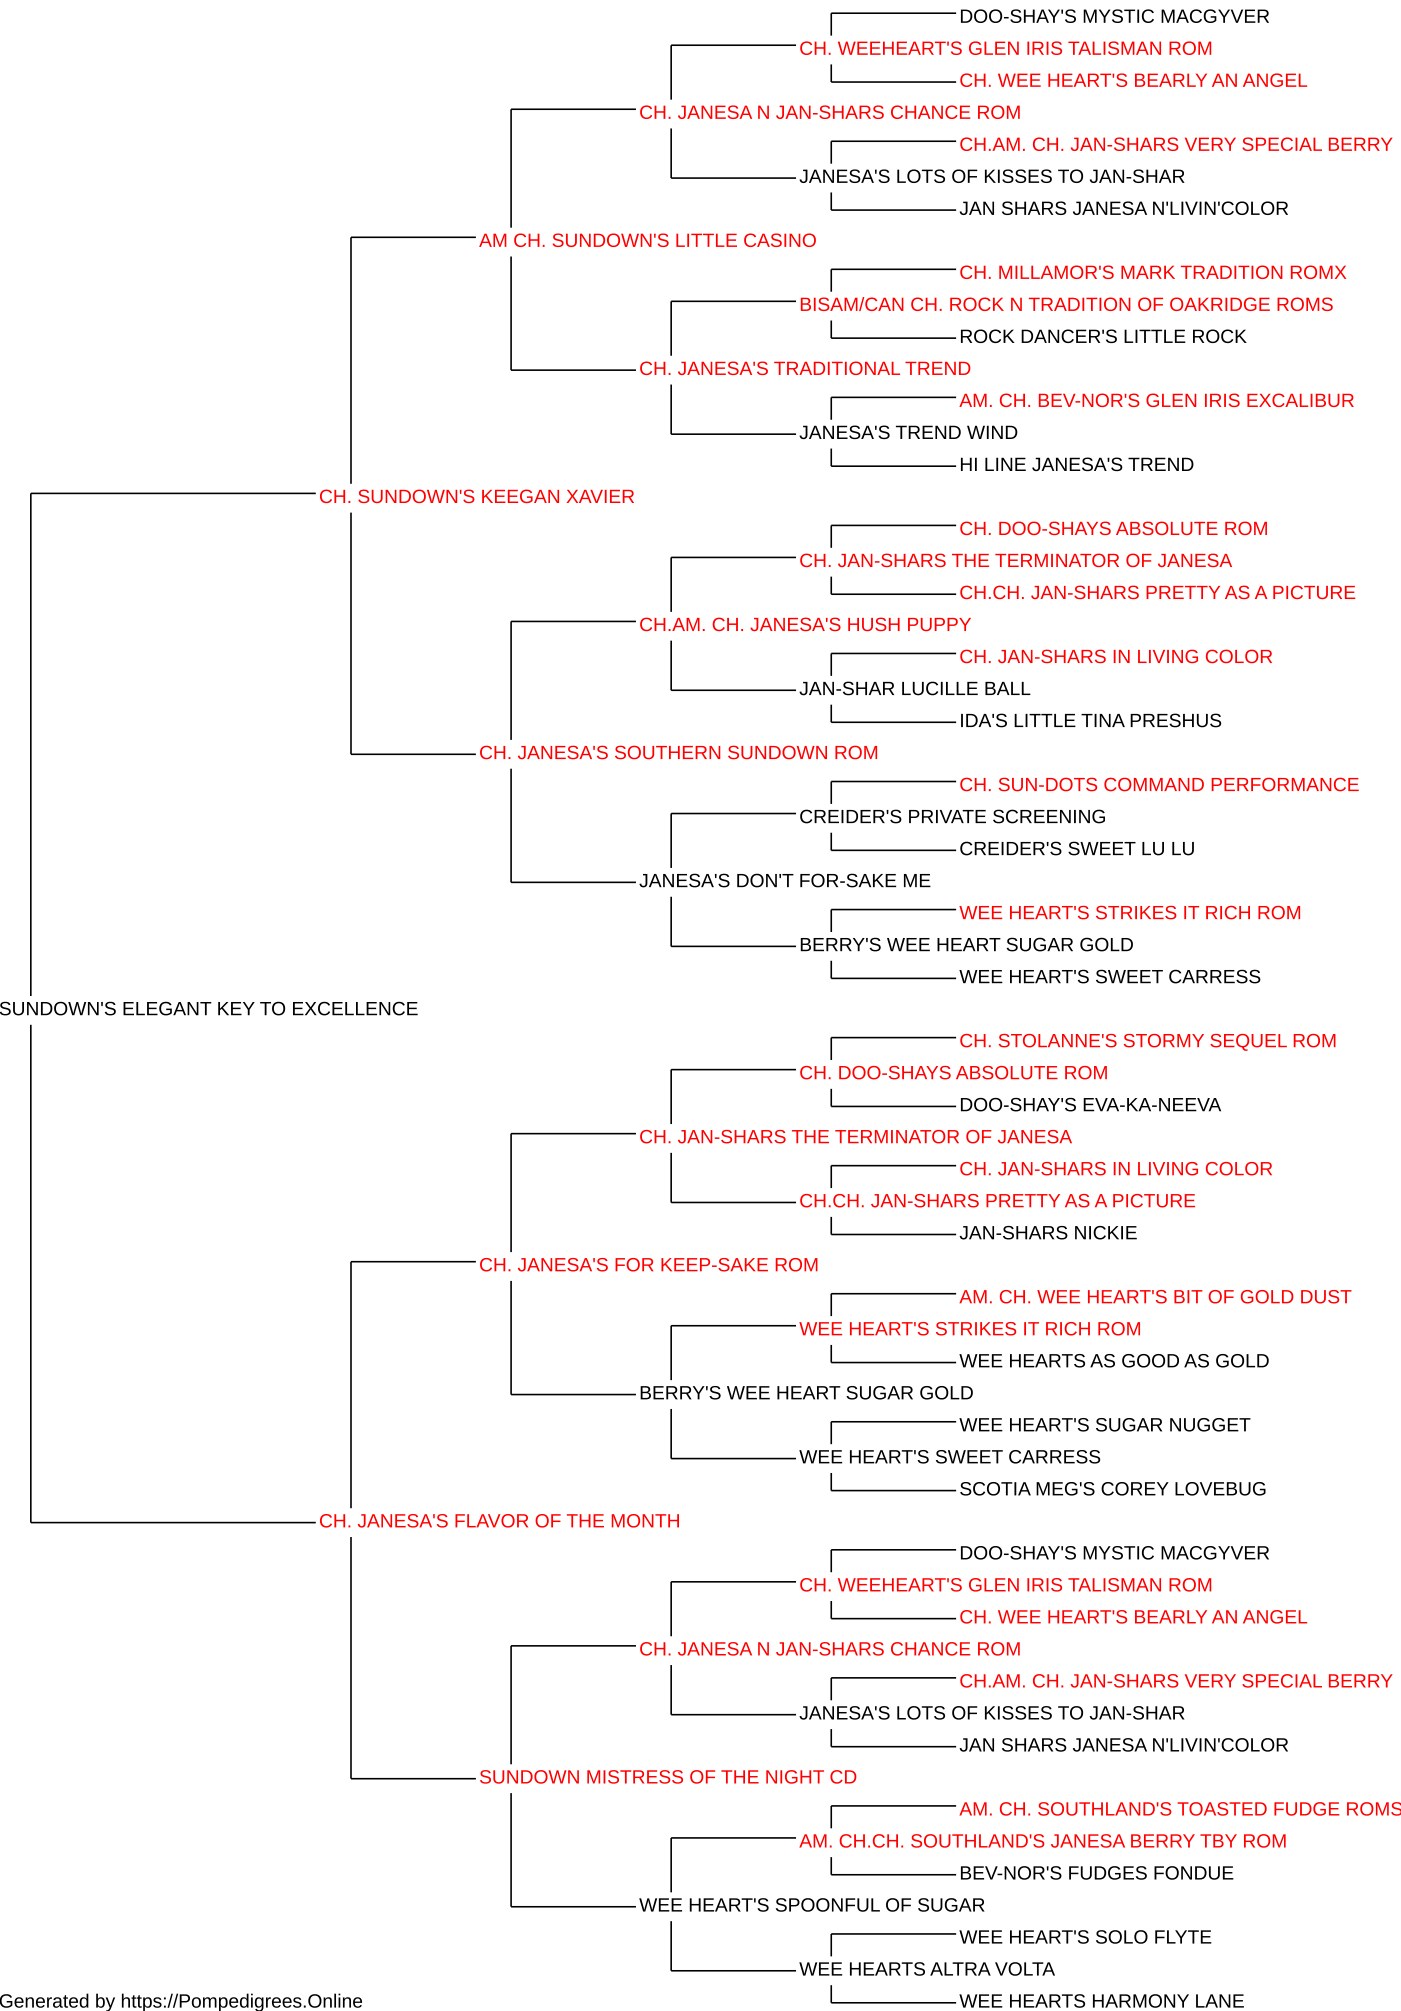 DOO-SHAY'S MYSTIC MACGYVER
CH. WEEHEART'S GLEN IRIS TALISMAN ROM
CH. WEE HEART'S BEARLY AN ANGEL
CH. JANESA N JAN-SHARS CHANCE ROM
CH.AM. CH. JAN-SHARS VERY SPECIAL BERRY
JANESA'S LOTS OF KISSES TO JAN-SHAR
JAN SHARS JANESA N'LIVIN'COLOR
AM CH. SUNDOWN'S LITTLE CASINO
CH. MILLAMOR'S MARK TRADITION ROMX
BISAM/CAN CH. ROCK N TRADITION OF OAKRIDGE ROMS
ROCK DANCER'S LITTLE ROCK
CH. JANESA'S TRADITIONAL TREND
AM. CH. BEV-NOR'S GLEN IRIS EXCALIBUR
JANESA'S TREND WIND
HI LINE JANESA'S TREND
CH. SUNDOWN'S KEEGAN XAVIER
CH. DOO-SHAYS ABSOLUTE ROM
CH. JAN-SHARS THE TERMINATOR OF JANESA
CH.CH. JAN-SHARS PRETTY AS A PICTURE
CH.AM. CH. JANESA'S HUSH PUPPY
CH. JAN-SHARS IN LIVING COLOR
JAN-SHAR LUCILLE BALL
IDA'S LITTLE TINA PRESHUS
CH. JANESA'S SOUTHERN SUNDOWN ROM
CH. SUN-DOTS COMMAND PERFORMANCE
CREIDER'S PRIVATE SCREENING
CREIDER'S SWEET LU LU
JANESA'S DON'T FOR-SAKE ME
WEE HEART'S STRIKES IT RICH ROM
BERRY'S WEE HEART SUGAR GOLD
WEE HEART'S SWEET CARRESS
SUNDOWN'S ELEGANT KEY TO EXCELLENCE
CH. STOLANNE'S STORMY SEQUEL ROM
CH. DOO-SHAYS ABSOLUTE ROM
DOO-SHAY'S EVA-KA-NEEVA
CH. JAN-SHARS THE TERMINATOR OF JANESA
CH. JAN-SHARS IN LIVING COLOR
CH.CH. JAN-SHARS PRETTY AS A PICTURE
JAN-SHARS NICKIE
CH. JANESA'S FOR KEEP-SAKE ROM
AM. CH. WEE HEART'S BIT OF GOLD DUST
WEE HEART'S STRIKES IT RICH ROM
WEE HEARTS AS GOOD AS GOLD
BERRY'S WEE HEART SUGAR GOLD
WEE HEART'S SUGAR NUGGET
WEE HEART'S SWEET CARRESS
SCOTIA MEG'S COREY LOVEBUG
CH. JANESA'S FLAVOR OF THE MONTH
DOO-SHAY'S MYSTIC MACGYVER
CH. WEEHEART'S GLEN IRIS TALISMAN ROM
CH. WEE HEART'S BEARLY AN ANGEL
CH. JANESA N JAN-SHARS CHANCE ROM
CH.AM. CH. JAN-SHARS VERY SPECIAL BERRY
JANESA'S LOTS OF KISSES TO JAN-SHAR
JAN SHARS JANESA N'LIVIN'COLOR
SUNDOWN MISTRESS OF THE NIGHT CD
AM. CH. SOUTHLAND'S TOASTED FUDGE ROMS
AM. CH.CH. SOUTHLAND'S JANESA BERRY TBY ROM
BEV-NOR'S FUDGES FONDUE
WEE HEART'S SPOONFUL OF SUGAR
WEE HEART'S SOLO FLYTE
WEE HEARTS ALTRA VOLTA
WEE HEARTS HARMONY LANE
Generated by https://Pompedigrees.Online